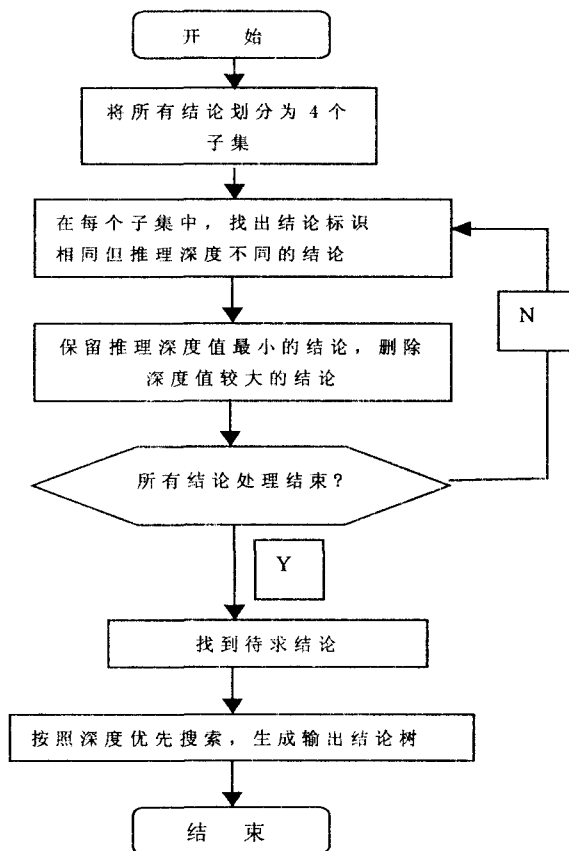 开 始
将所有结论划分为 4 个
子集
在每个子集中，找出结论标识
相同但推理深度不同的结论
N
保留推理深度值最小的结论，删除
深度值较大的结论
所有结论处理结束？
Y
找到待求结论
按照深度优先搜索，生成输出结论树
结 束